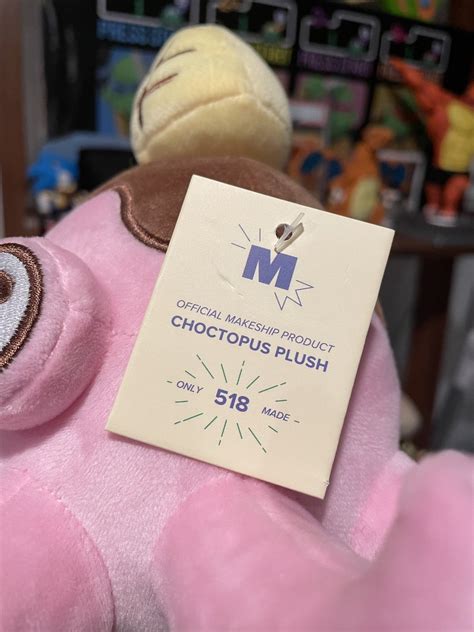 M
OFFICIAL MAKESHIP PRODUCT
CHOCTOPUS PLUSH
ONLY 518 MADE